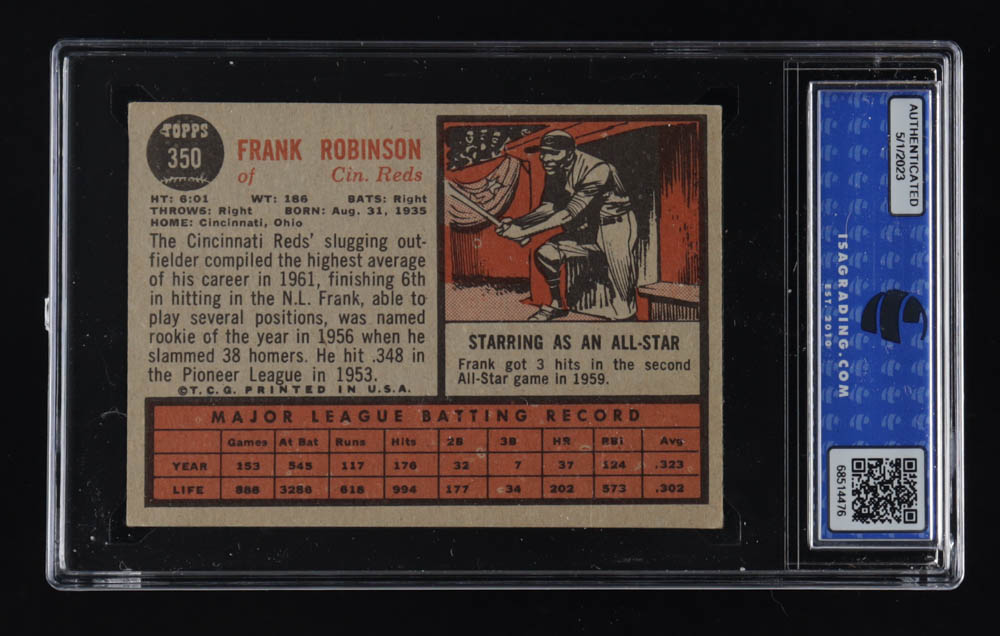 TOPPS
350
FRANK ROBINSON
of Cin. Reds
HT: 6:01 WT: 186 BATS: Right
THROWS: Right BORN: Aug. 31, 1935
HOME: Cincinnati, Ohio
The Cincinnati Reds' slugging out-
fielder compiled the highest average
of his career in 1961, finishing 6th
in hitting in the N.L. Frank, able to
play several positions, was named
rookie of the year in 1956 when he
slammed 38 homers. He hit .348 in
the Pioneer League in 1953.
©T.C.G. PRINTED IN U.S.A.
STARRING AS AN ALL-STAR
Frank got 3 hits in the second
All-Star game in 1959.
MAJOR LEAGUE BATTING RECORD
Games At Bat Runs Hits 2B 3B HR RBI Avg.
YEAR 153 545 117 176 32 7 37 124 .323
LIFE 888 3288 618 994 177 34 202 573 .302
AUTHENTICATED
5/1/2023
ISAGRADING.COM
EST. 2010
68514476